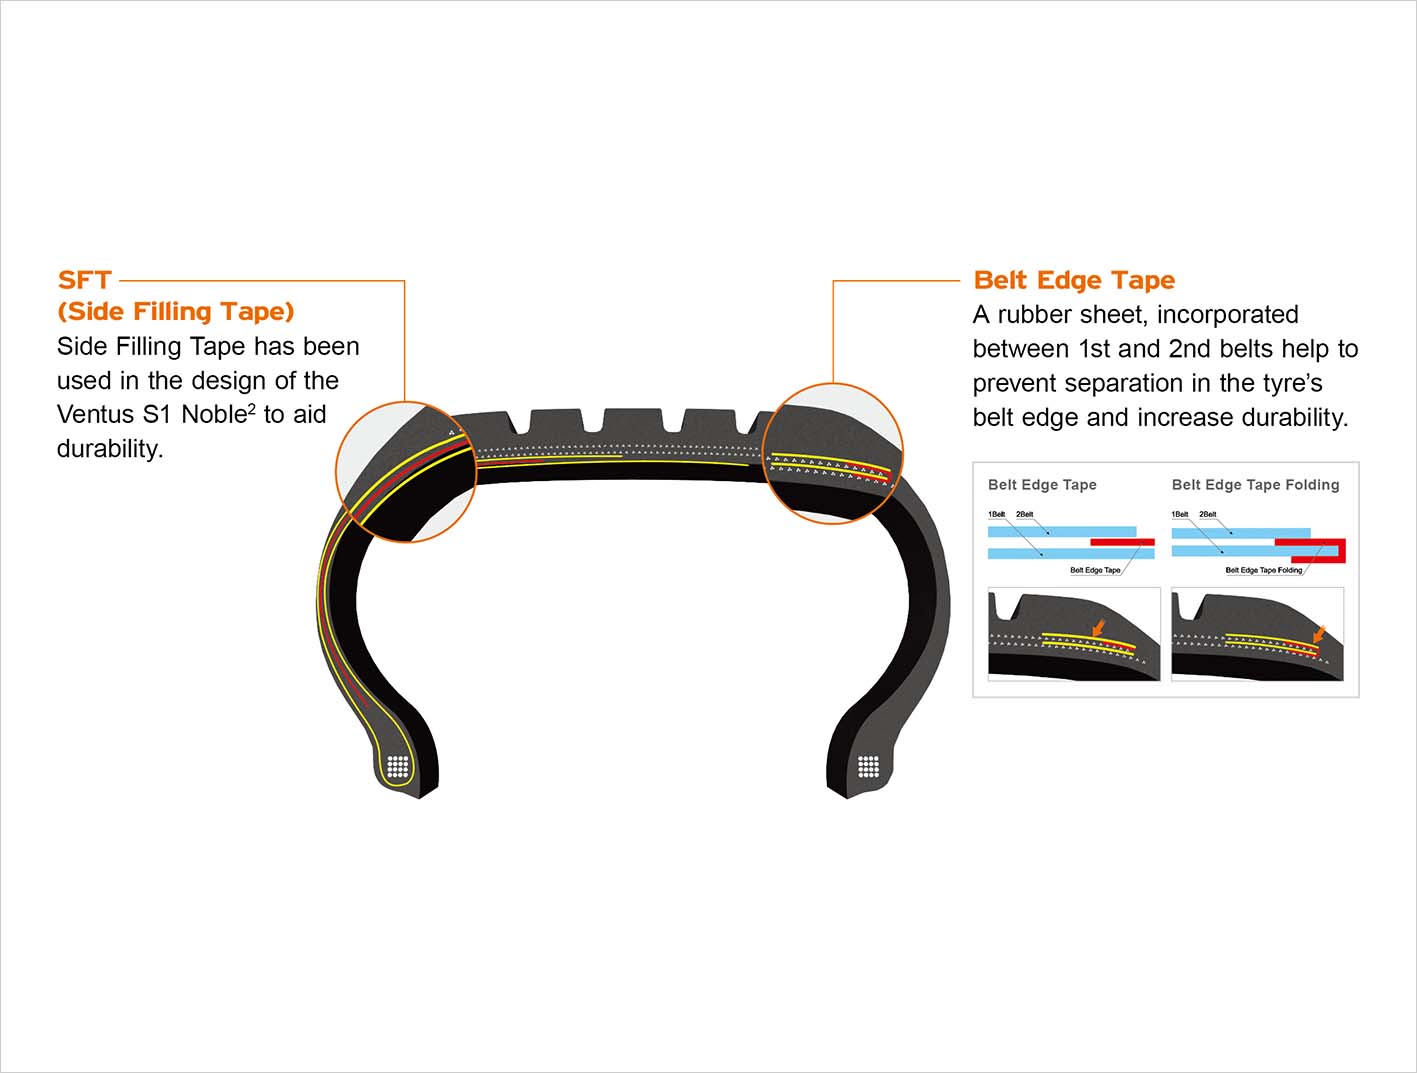 SFT
(Side Filling Tape)
Side Filling Tape has been
used in the design of the
Ventus S1 Noble² to aid
durability.
Belt Edge Tape
A rubber sheet, incorporated
between 1st and 2nd belts help to
prevent separation in the tyre's
belt edge and increase durability.
Belt Edge Tape
1Belt 2Belt
Belt Edge Tape
Belt Edge Tape Folding
1Belt 2Belt
Belt Edge Tape Folding